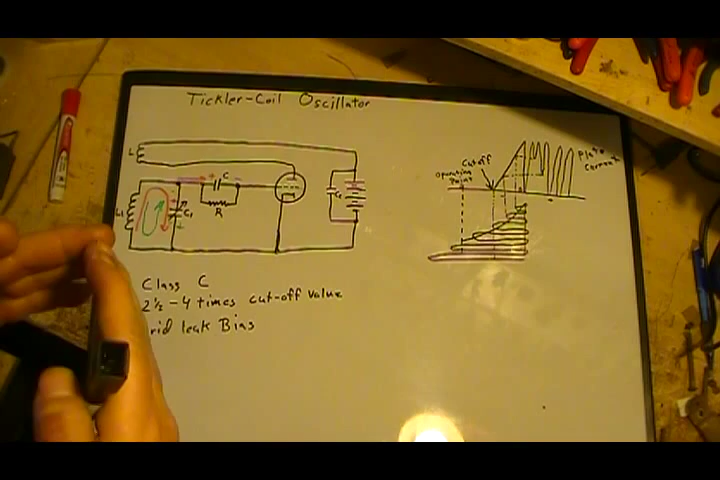 Tickler-Coil Oscillator
L
C
R
L1
C1
Cutoff
Operating Point
Plate Current
Class C
2½-4 times cut-off value
rid leak Bias